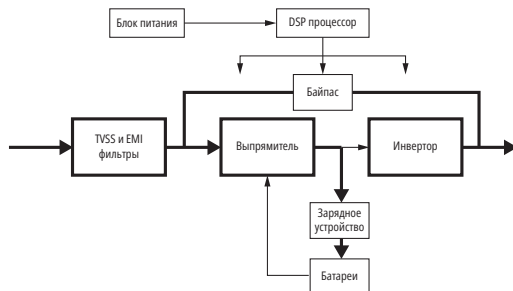 Блок питания
DSP процессор
Байпас
TVSS и EMI
фильтры
Выпрямитель
Инвертор
Зарядное
устройство
Батареи